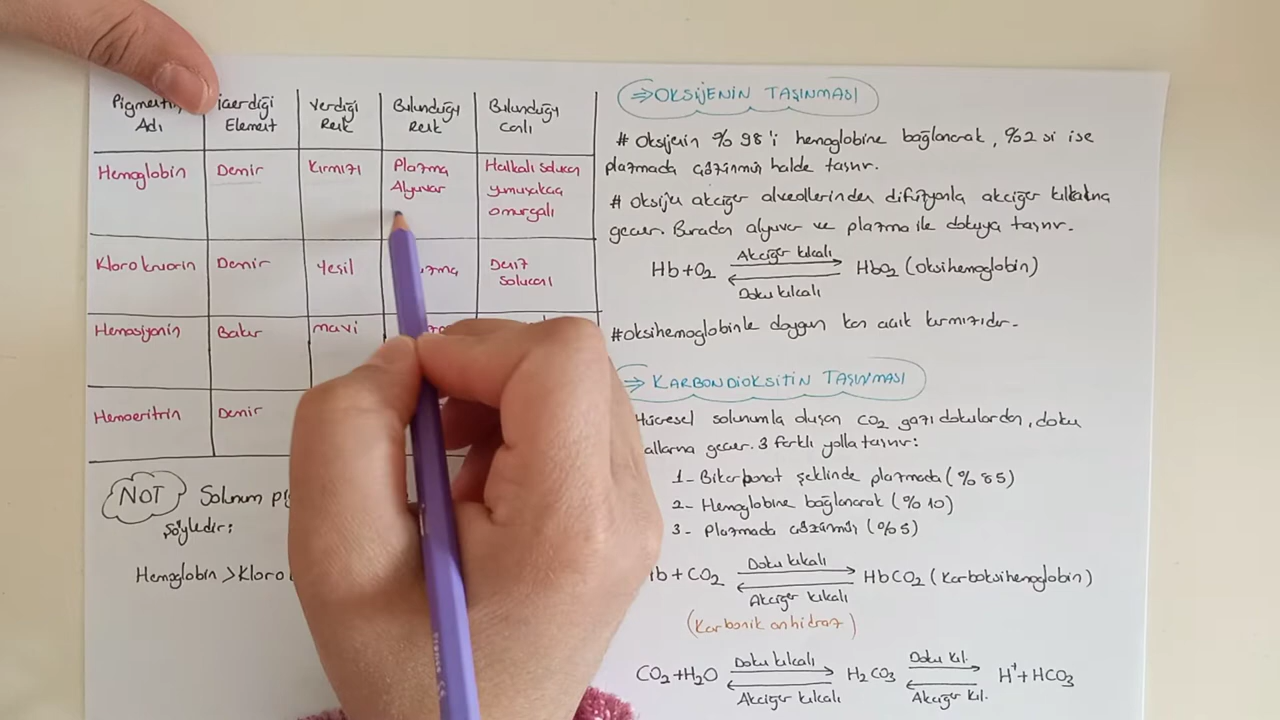 Pigmentin Adı
içerdiği Element
Verdiği Renk
Bulunduğu Renk
Bulunduğu Canlı
Hemoglobin
Demir
Kırmızı
Plazma
Alyuvar
Halkalı solucan
yumuşakça
omurgalı
Klorokruorin
Demir
Yeşil
Deniz
Solucanı
Hemosiyanin
Bakır
mavi
Hemoeritrin
Demir
NOT
Solunum
şöyledir:
Hemoglobin >
⇒OKSİJENİN TAŞINMASI
# Oksijenin % 98'i hemoglobine bağlanarak, %2 si ise
plazmada çözünmüş halde taşınır.
# Oksijen akciğer alveollerinden difüzyonla akciğer kılcalına
geçer. Buradan alyuvar ve plazma ile dokuya taşınır.
Hb+O₂
Akciğer kılcalı
Doku kılcalı
HbO₂ (oksihemoglobin)
#oksihemoglobinle doygun kan açık kırmızıdır.
⇒ KARBONDİOKSİTİN TAŞINMASI
Hücresel solunumla oluşan CO₂ gazı dokulardan, doku
geçer. 3 farklı yolla taşınır:
1- Bikarbonat şeklinde plazmada (% 85)
2- Hemoglobine bağlanarak (% 10)
3- Plazmada çözünmüş (%5)
+ CO₂
Doku kılcalı
Akciğer kılcalı
HbCO₂ (Karboksihemoglobin)
(Karbonik anhidraz)
CO₂+H₂O
Doku kılcalı
Akciğer kılcalı
H₂CO₃
Doku kıl.
Akciğer kıl.
H⁺+HCO₃